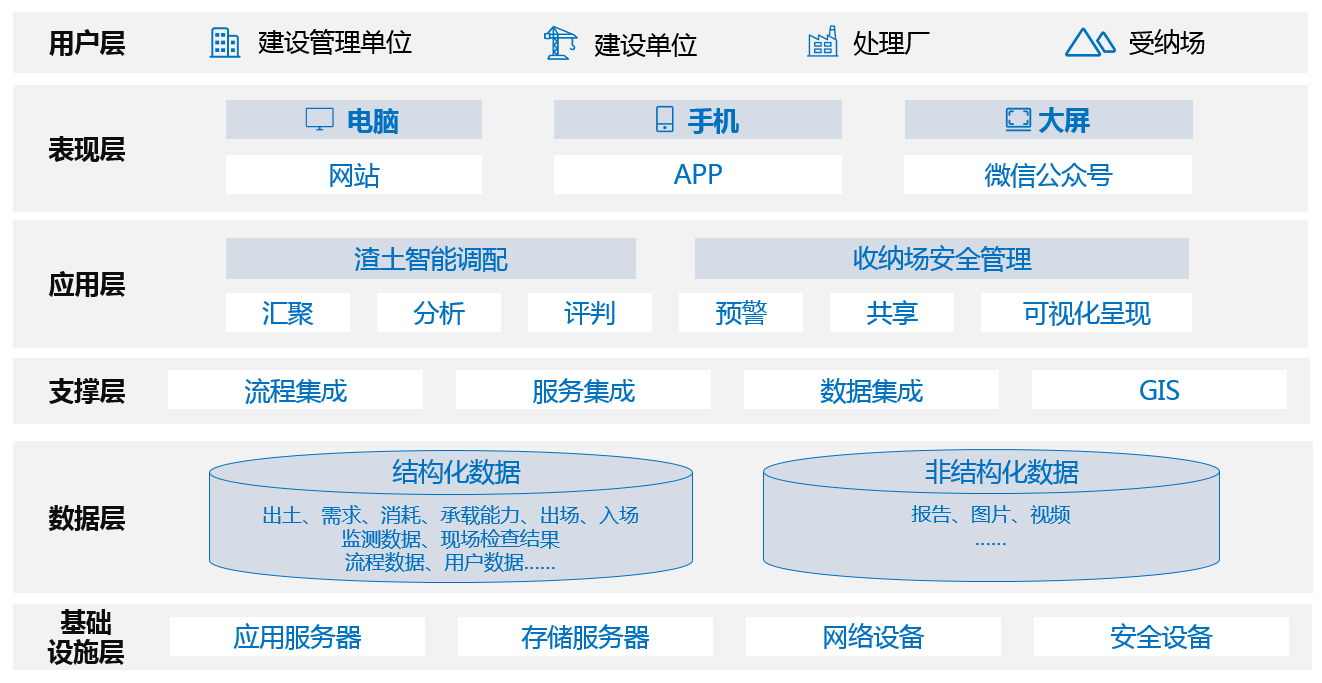 用户层
建设管理单位
建设单位
处理厂
受纳场
表现层
电脑
手机
大屏
网站
APP
微信公众号
应用层
渣土智能调配
收纳场安全管理
汇聚
分析
评判
预警
共享
可视化呈现
支撑层
流程集成
服务集成
数据集成
GIS
数据层
结构化数据
出土、需求、消耗、承载能力、出场、入场
监测数据、现场检查结果
流程数据、用户数据......
非结构化数据
报告、图片、视频
......
基础
设施层
应用服务器
存储服务器
网络设备
安全设备